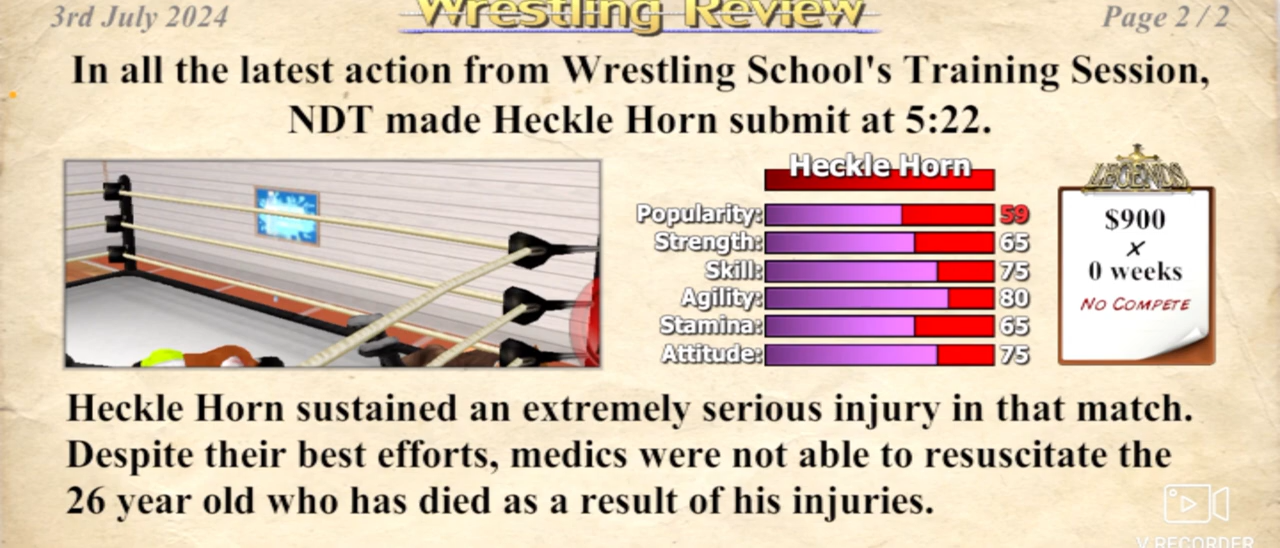 3rd July 2024
Wrestling Review
Page 2 / 2
In all the latest action from Wrestling School's Training Session,
NDT made Heckle Horn submit at 5:22.
Heckle Horn
Popularity: 59
Strength: 65
Skill: 75
Agility: 80
Stamina: 65
Attitude: 75
LEGENDS
$900
x
0 weeks
NO COMPETE
Heckle Horn sustained an extremely serious injury in that match.
Despite their best efforts, medics were not able to resuscitate the
26 year old who has died as a result of his injuries.
V RECORDER